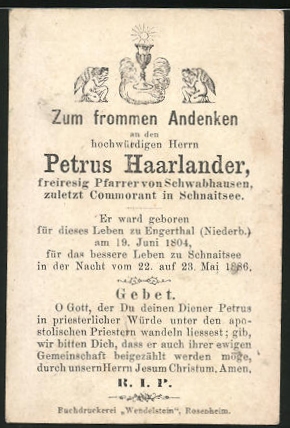 Zum frommen Andenken
an den
hochwürdigen Herrn
Petrus Haarlander,
freiresig Pfarrer von Schwabhausen,
zuletzt Commorant in Schnaitsee.
Er ward geboren
für dieses Leben zu Engerthal (Niederb.)
am 19. Juni 1804,
für das bessere Leben zu Schnaitsee
in der Nacht vom 22. auf 23. Mai 1886.
Gebet.
O Gott, der Du deinen Diener Petrus
in priesterlicher Würde unter den apo-
stolischen Priestern wandeln liessest; gib,
wir bitten Dich, dass er auch ihrer ewigen
Gemeinschaft beigezählt werden möge,
durch unsern Herrn Jesum Christum, Amen.
R. I. P.
Buchdruckerei „Wendelstein", Rosenheim.